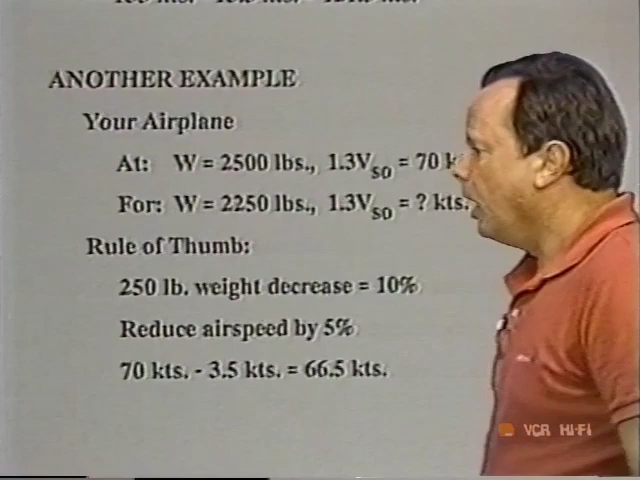 ANOTHER EXAMPLE
Your Airplane
At: W = 2500 lbs., 1.3VSO = 70 k
For: W = 2250 lbs., 1.3VSO = ? kts.
Rule of Thumb:
250 lb. weight decrease = 10%
Reduce airspeed by 5%
70 kts. - 3.5 kts. = 66.5 kts.
VCR HI-FI